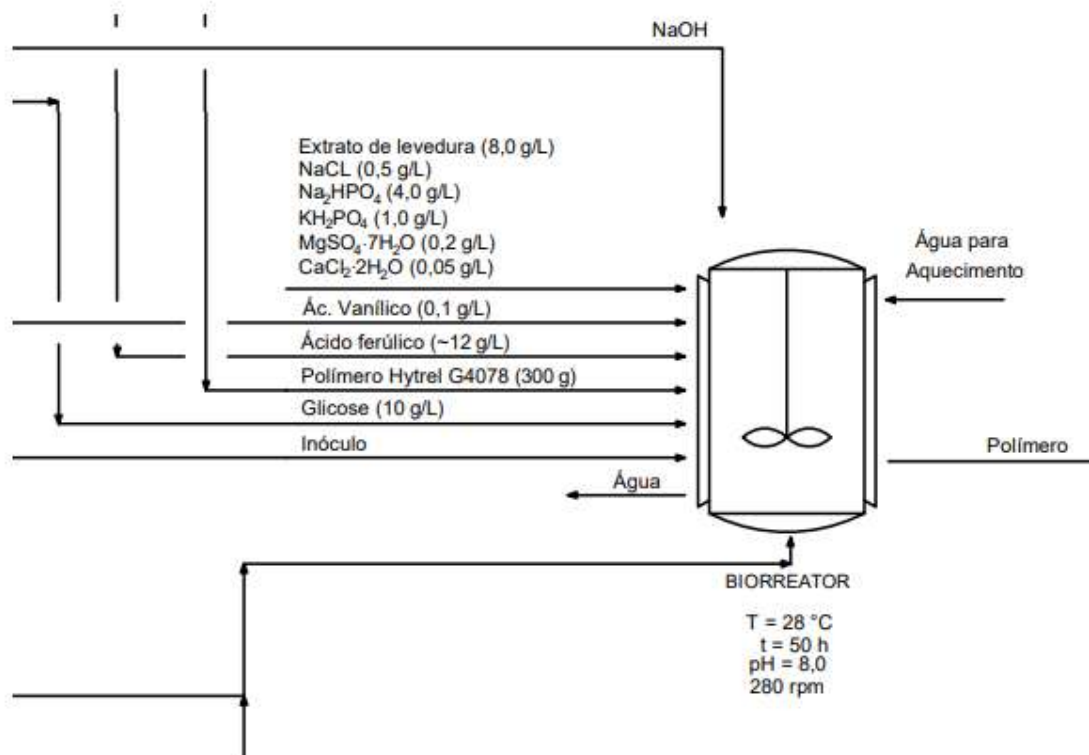 NaOH
Extrato de levedura (8,0 g/L)
NaCL (0,5 g/L)
Na₂HPO₄ (4,0 g/L)
KH₂PO₄ (1,0 g/L)
MgSO₄·7H₂O (0,2 g/L)
CaCl₂·2H₂O (0,05 g/L)
Água para
Aquecimento
Ác. Vanílico (0,1 g/L)
Ácido ferúlico (~12 g/L)
Polímero Hytrel G4078 (300 g)
Glicose (10 g/L)
Inóculo
Polímero
Água
BIORREATOR
T = 28 °C
t = 50 h
pH = 8,0
280 rpm